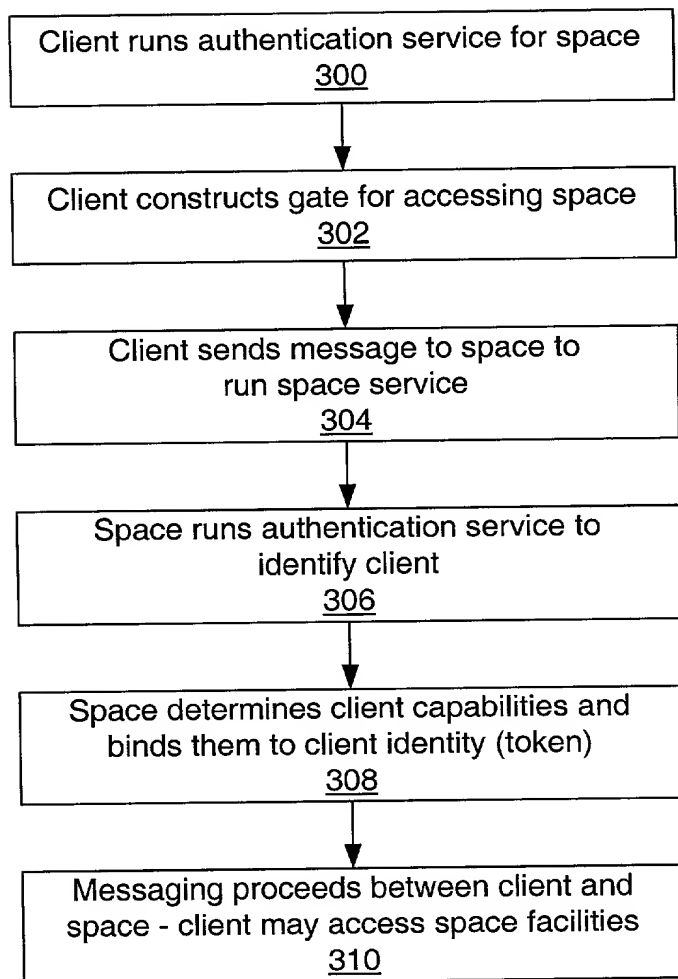 Client runs authentication service for space
300
Client constructs gate for accessing space
302
Client sends message to space to
run space service
304
Space runs authentication service to
identify client
306
Space determines client capabilities and
binds them to client identity (token)
308
Messaging proceeds between client and
space - client may access space facilities
310